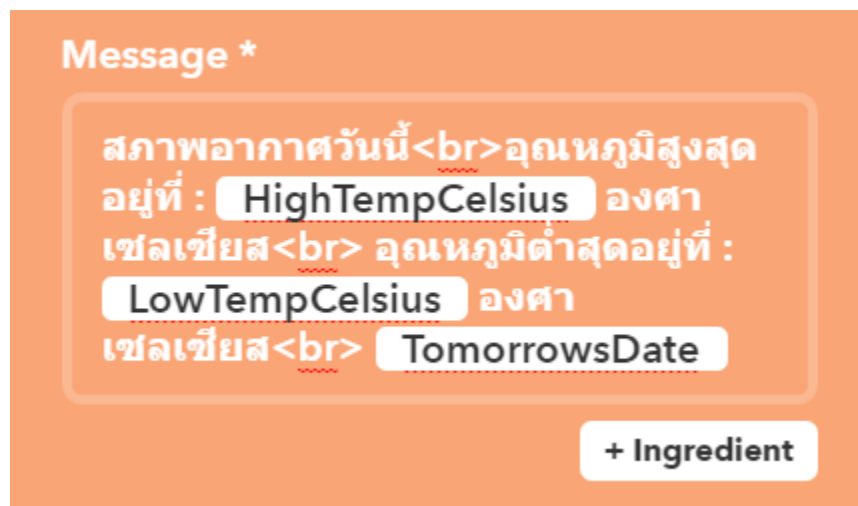 Message *
สภาพอากาศวันนี้<br>อุณหภูมิสูงสุด
อยู่ที่ : HighTempCelsius องศา
เซลเซียส<br> อุณหภูมิต่ำสุดอยู่ที่ :
LowTempCelsius องศา
เซลเซียส<br> TomorrowsDate
+ Ingredient